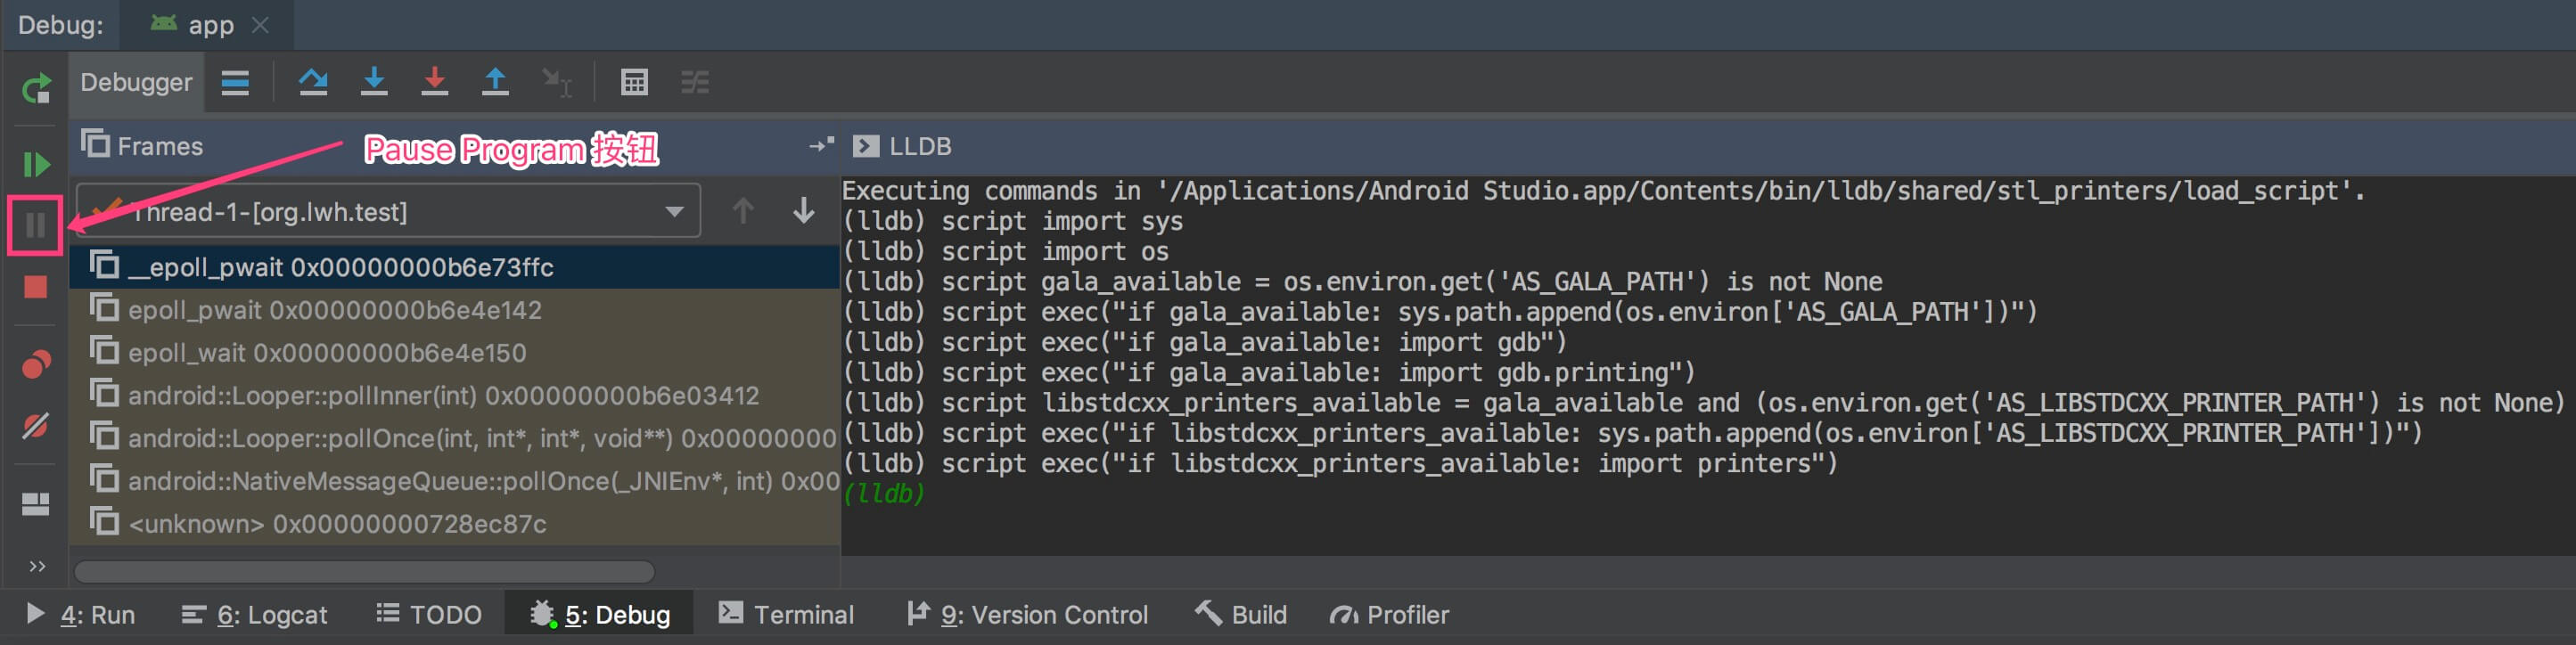 Debug:
app
Debugger
Frames
Pause Program 按钮
LLDB
Thread-1-[org.lwh.test]
__epoll_pwait 0x00000000b6e73ffc
epoll_pwait 0x00000000b6e4e142
epoll_wait 0x00000000b6e4e150
android::Looper::pollInner(int) 0x00000000b6e03412
android::Looper::pollOnce(int, int*, int*, void**) 0x00000000
android::NativeMessageQueue::pollOnce(_JNIEnv*, int) 0x00
<unknown> 0x00000000728ec87c
Executing commands in '/Applications/Android Studio.app/Contents/bin/lldb/shared/stl_printers/load_script'.
(lldb) script import sys
(lldb) script import os
(lldb) script gala_available = os.environ.get('AS_GALA_PATH') is not None
(lldb) script exec("if gala_available: sys.path.append(os.environ['AS_GALA_PATH'])")
(lldb) script exec("if gala_available: import gdb")
(lldb) script exec("if gala_available: import gdb.printing")
(lldb) script libstdcxx_printers_available = gala_available and (os.environ.get('AS_LIBSTDCXX_PRINTER_PATH') is not None)
(lldb) script exec("if libstdcxx_printers_available: sys.path.append(os.environ['AS_LIBSTDCXX_PRINTER_PATH'])")
(lldb) script exec("if libstdcxx_printers_available: import printers")
(lldb)
4: Run
6: Logcat
TODO
5: Debug
Terminal
9: Version Control
Build
Profiler